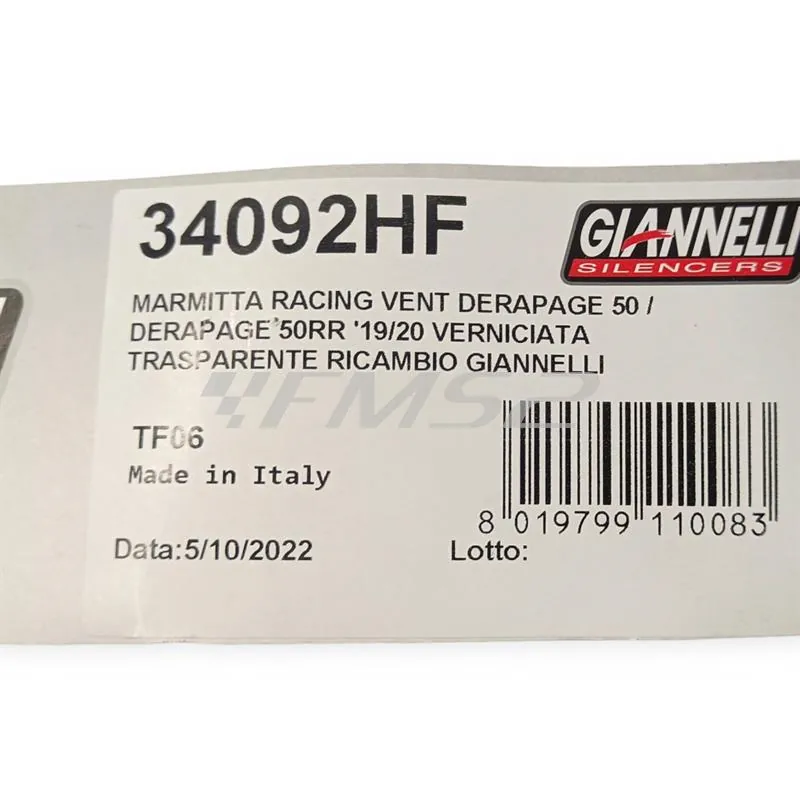 34092HF
GIANNELLI
SILENCERS
MARMITTA RACING VENT DERAPAGE 50 /
DERAPAGE 50RR '19/20 VERNICIATA
TRASPARENTE RICAMBIO GIANNELLI
FMS2
TF06
Made in Italy
8 019799 110083
Data:5/10/2022
Lotto: